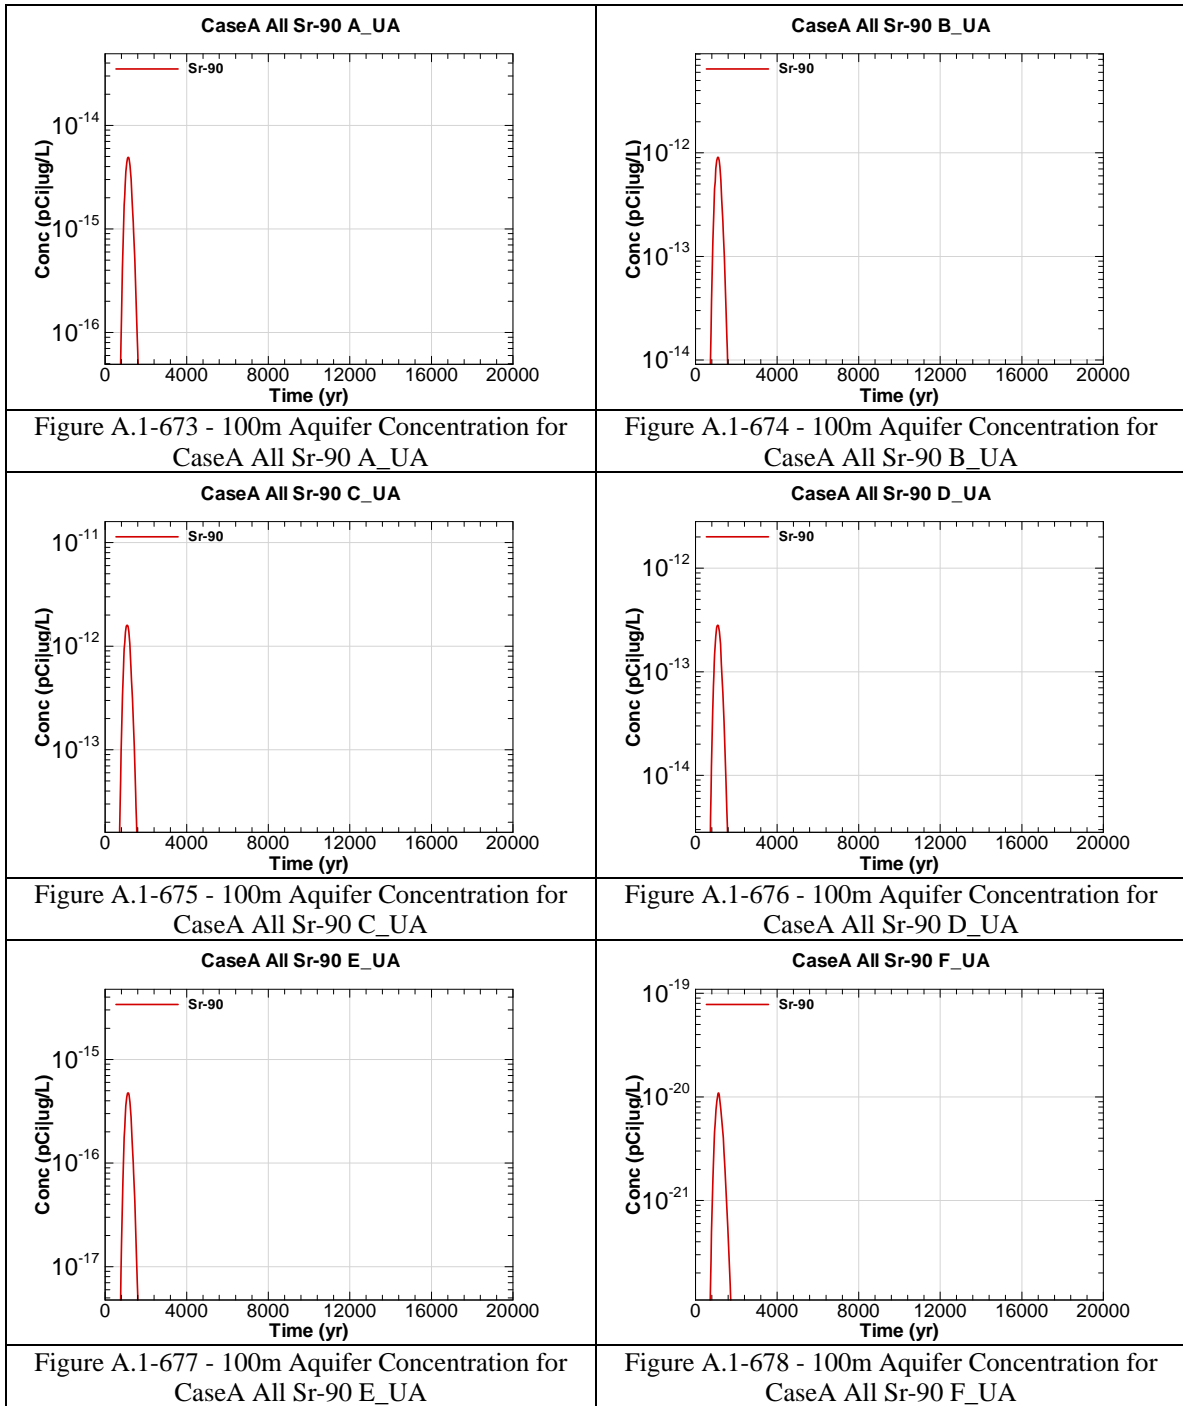 CaseA All Sr-90 A_UA
Sr-90
Conc (pCi|ug/L)
10-14
10-15
10-16
0 4000 8000 12000 16000 20000
Time (yr)
Figure A.1-673 - 100m Aquifer Concentration for
CaseA All Sr-90 A_UA
CaseA All Sr-90 B_UA
Sr-90
Conc (pCi|ug/L)
10-12
10-13
10-14
0 4000 8000 12000 16000 20000
Time (yr)
Figure A.1-674 - 100m Aquifer Concentration for
CaseA All Sr-90 B_UA
CaseA All Sr-90 C_UA
Sr-90
Conc (pCi|ug/L)
10-11
10-12
10-13
0 4000 8000 12000 16000 20000
Time (yr)
Figure A.1-675 - 100m Aquifer Concentration for
CaseA All Sr-90 C_UA
CaseA All Sr-90 D_UA
Sr-90
Conc (pCi|ug/L)
10-12
10-13
10-14
0 4000 8000 12000 16000 20000
Time (yr)
Figure A.1-676 - 100m Aquifer Concentration for
CaseA All Sr-90 D_UA
CaseA All Sr-90 E_UA
Sr-90
Conc (pCi|ug/L)
10-15
10-16
10-17
0 4000 8000 12000 16000 20000
Time (yr)
Figure A.1-677 - 100m Aquifer Concentration for
CaseA All Sr-90 E_UA
CaseA All Sr-90 F_UA
Sr-90
Conc (pCi|ug/L)
10-19
10-20
10-21
0 4000 8000 12000 16000 20000
Time (yr)
Figure A.1-678 - 100m Aquifer Concentration for
CaseA All Sr-90 F_UA